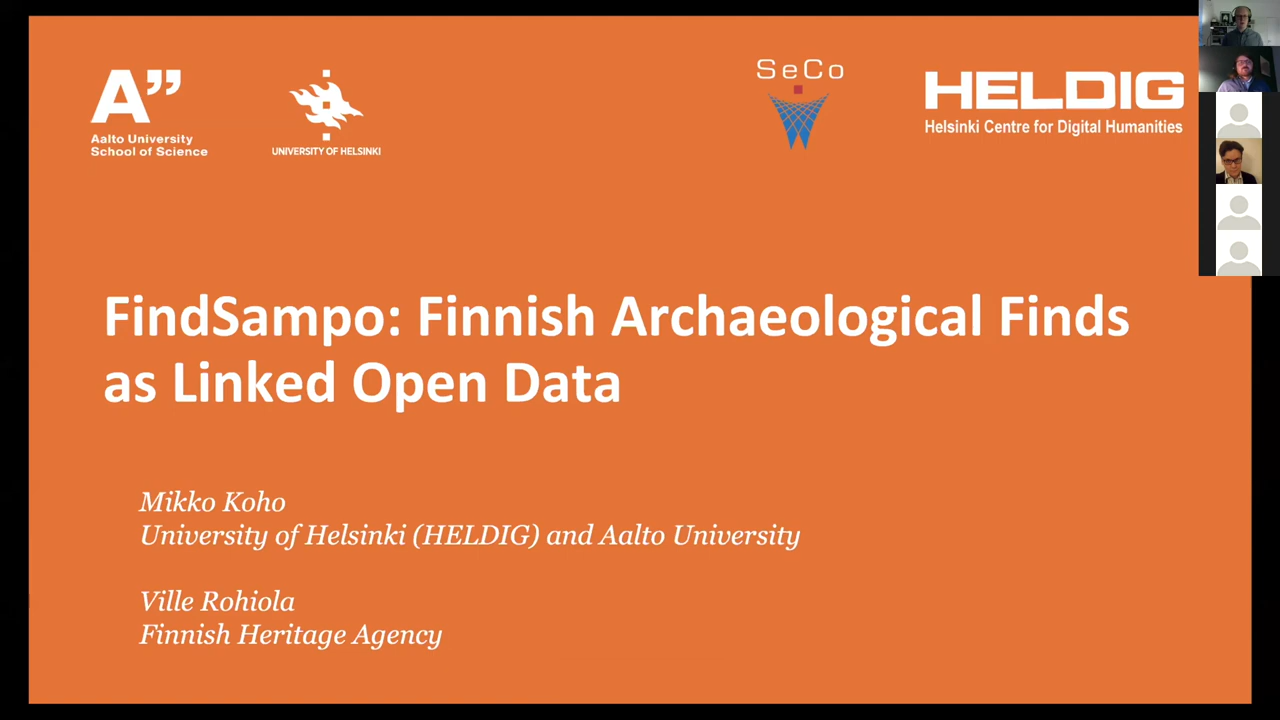 A”
Aalto University
School of Science
UNIVERSITY OF HELSINKI
SeCo
HELDIG
Helsinki Centre for Digital Humanities
FindSampo: Finnish Archaeological Finds
as Linked Open Data
Mikko Koho
University of Helsinki (HELDIG) and Aalto University
Ville Rohiola
Finnish Heritage Agency